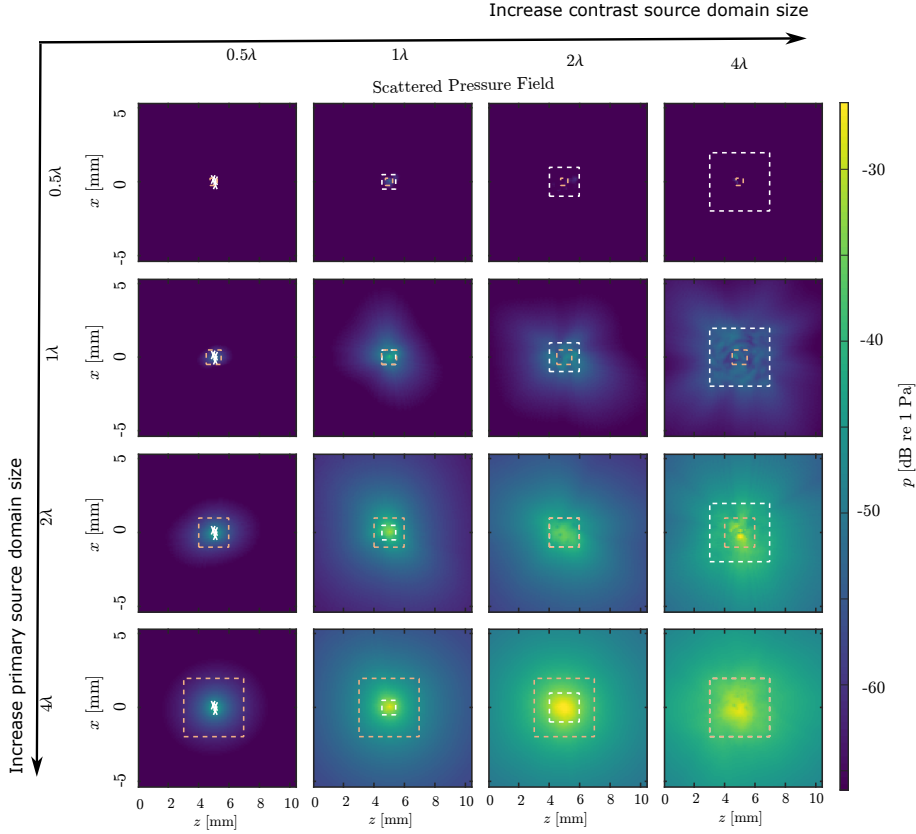 Increase contrast source domain size
0.5λ 1λ 2λ 4λ
Scattered Pressure Field
Increase primary source domain size
0.5λ
1λ
2λ
4λ
x [mm]
5
0
-5
x [mm]
5
0
-5
x [mm]
5
0
-5
x [mm]
5
0
-5
0 2 4 6 8 10 0 2 4 6 8 10 0 2 4 6 8 10 0 2 4 6 8 10
z [mm] z [mm] z [mm] z [mm]
-30
-40
-50
-60
p [dB re 1 Pa]